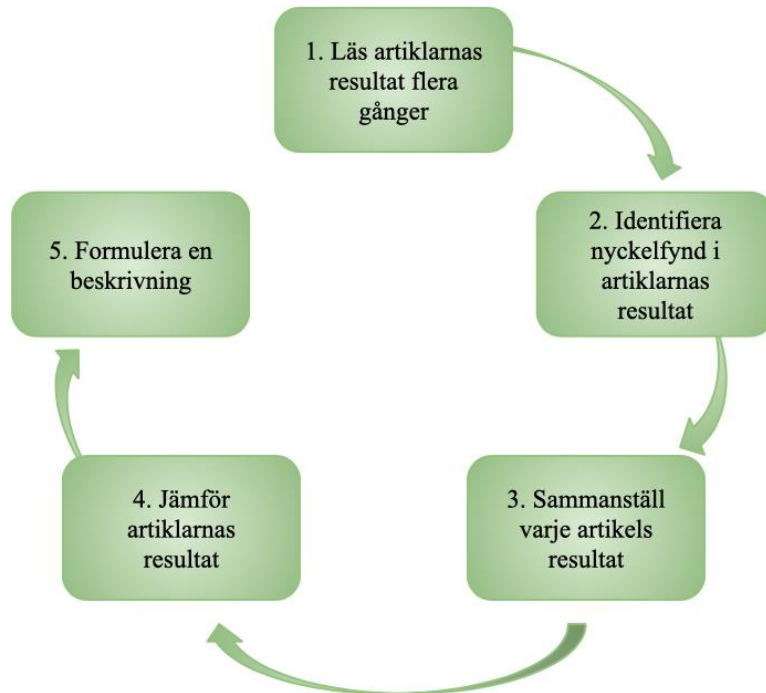 1. Läs artiklarnas
resultat flera
gånger
2. Identifiera
nyckelfynd i
artiklarnas
resultat
3. Sammanställ
varje artikels
resultat
4. Jämför
artiklarnas
resultat
5. Formulera en
beskrivning